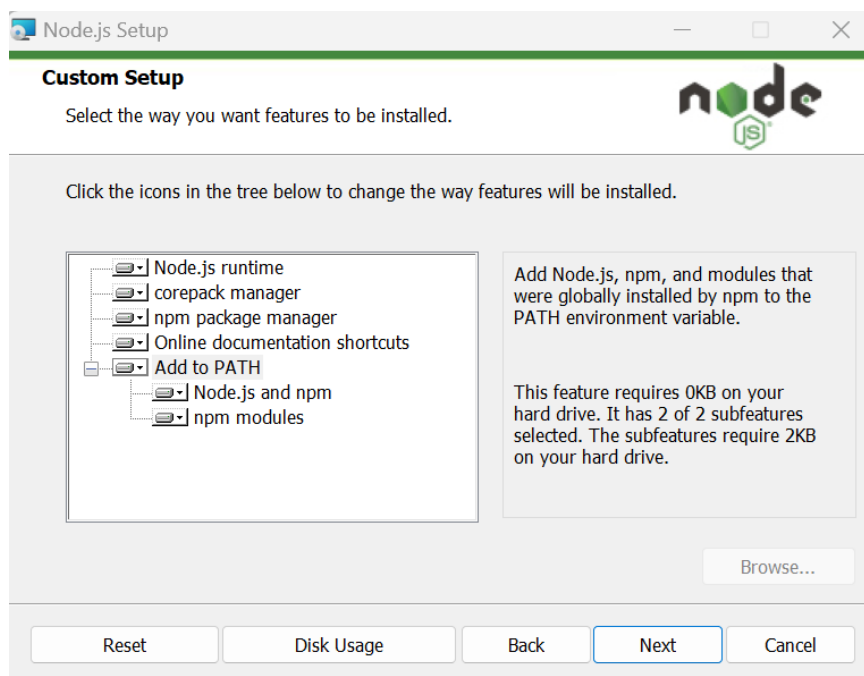 Node.js Setup
Custom Setup
Select the way you want features to be installed.
node
JS
Click the icons in the tree below to change the way features will be installed.
Node.js runtime
corepack manager
npm package manager
Online documentation shortcuts
Add to PATH
Node.js and npm
npm modules
Add Node.js, npm, and modules that
were globally installed by npm to the
PATH environment variable.
This feature requires 0KB on your
hard drive. It has 2 of 2 subfeatures
selected. The subfeatures require 2KB
on your hard drive.
Browse...
Reset
Disk Usage
Back
Next
Cancel